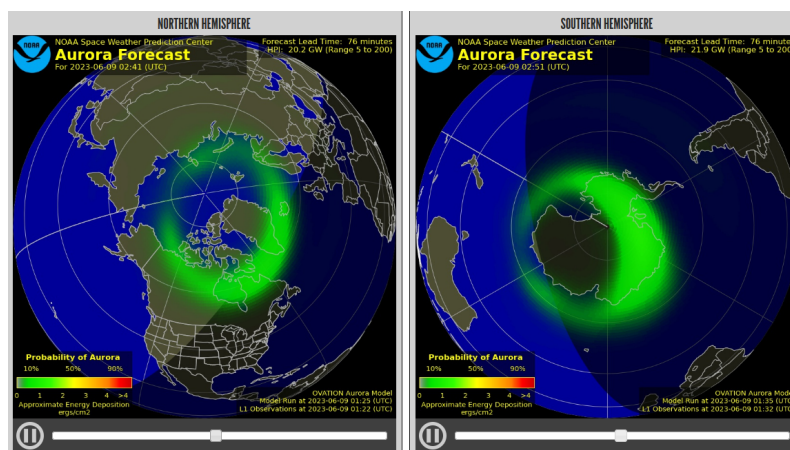 NORTHERN HEMISPHERE
NOAA
NOAA Space Weather Prediction Center
Aurora Forecast
For 2023-06-09 02:41 (UTC)
Forecast Lead Time: 76 minutes
HPI: 20.2 GW (Range 5 to 200)
Probability of Aurora
10% 50% 90%
0 1 2 3 4 >4
Approximate Energy Deposition
ergs/cm2
OVATION Aurora Model
Model Run at 2023-06-09 01:25 (UTC)
L1 Observations at 2023-06-09 01:22 (UTC)
SOUTHERN HEMISPHERE
NOAA
NOAA Space Weather Prediction Center
Aurora Forecast
For 2023-06-09 02:51 (UTC)
Forecast Lead Time: 76 minutes
HPI: 21.9 GW (Range 5 to 200
Probability of Aurora
10% 50% 90%
0 1 2 3 4 >4
Approximate Energy Deposition
ergs/cm2
OVATION Aurora Model
Model Run at 2023-06-09 01:35 (UTC
L1 Observations at 2023-06-09 01:32 (UTC